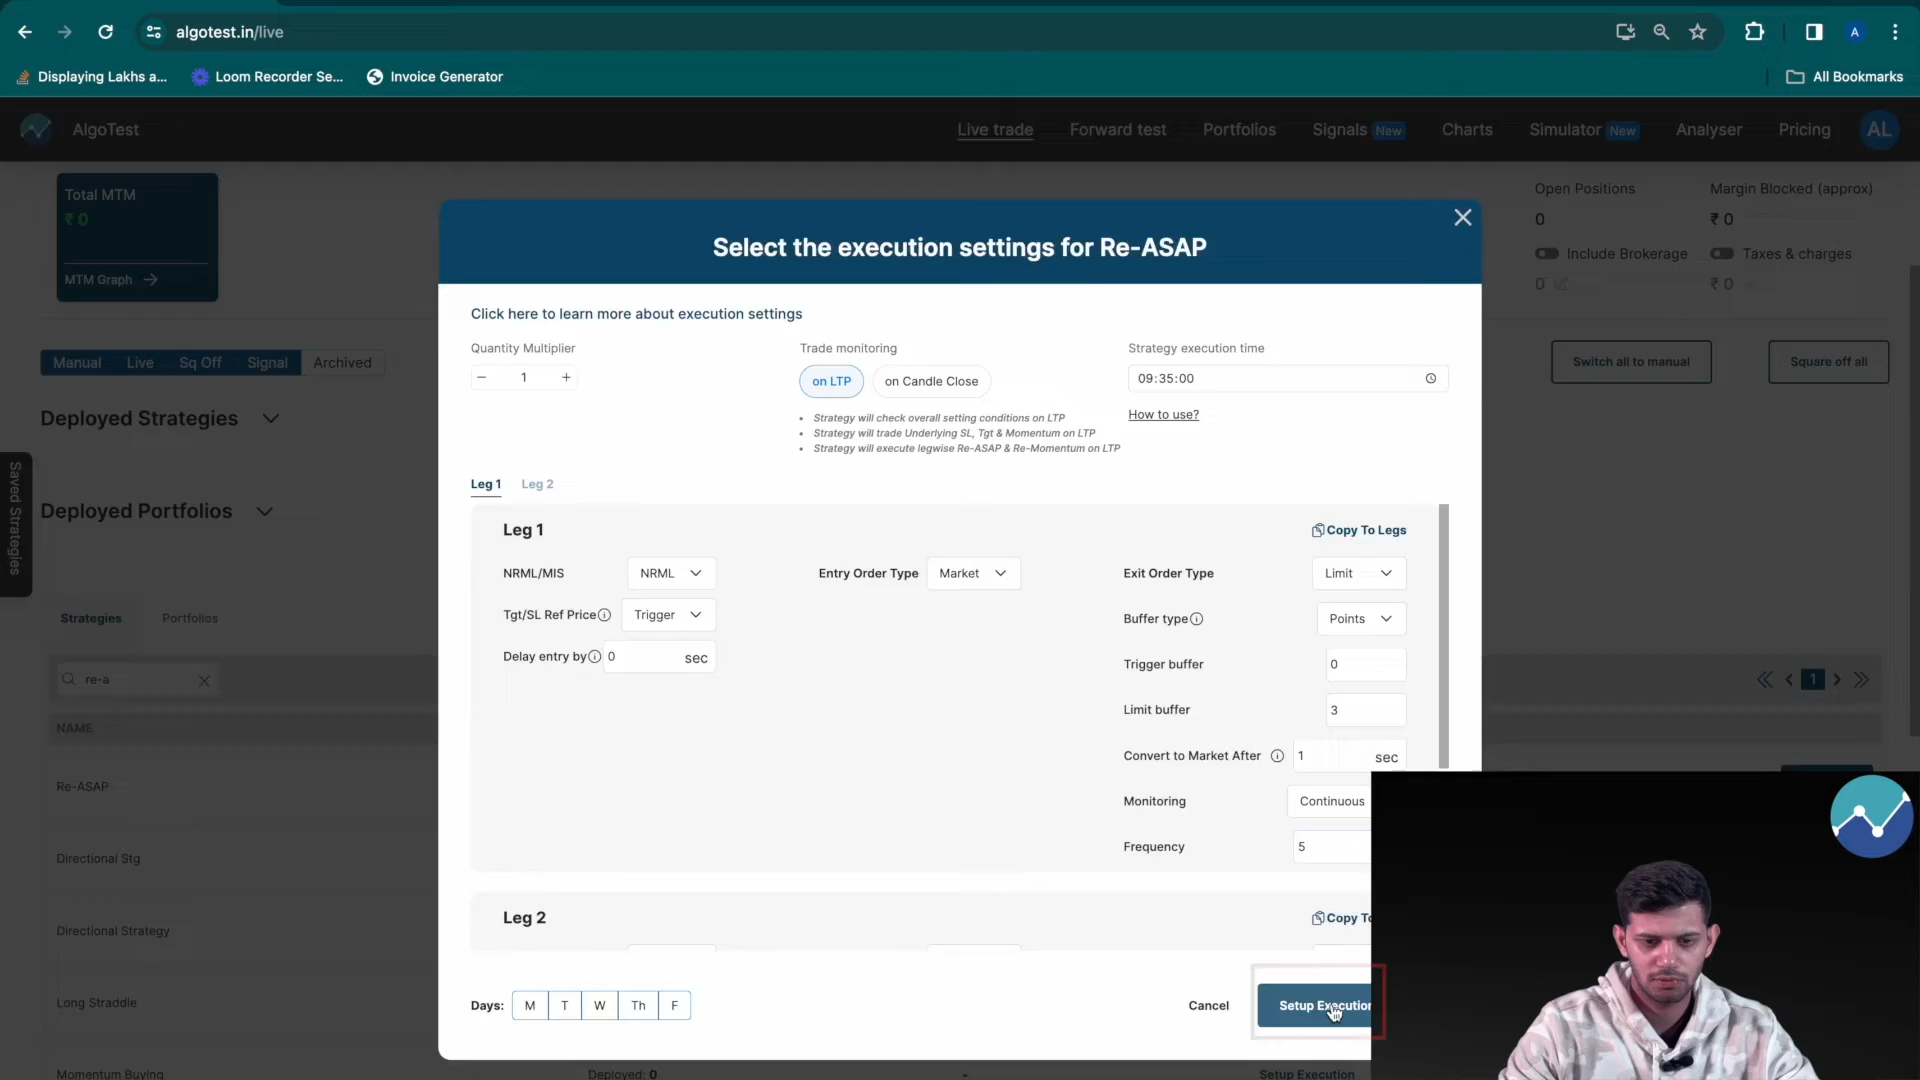 algotest.in/live
Displaying Lakhs a...
Loom Recorder Se...
Invoice Generator
A
All Bookmarks
AlgoTest
Live trade
Forward test
Portfolios
Signals New
Charts
Simulator New
Analyser
Pricing
AL
Total MTM
₹ 0
MTM Graph
Open Positions
0
Margin Blocked (approx)
₹ 0
Include Brokerage
0
Taxes & charges
₹ 0
Manual
Live
Sq Off
Signal
Archived
Switch all to manual
Square off all
Deployed Strategies
Deployed Portfolios
Saved Strategies
Strategies
Portfolios
re-a
1
NAME
Re-ASAP
Directional Stg
Directional Strategy
Long Straddle
Momentum Buying
Deployed: 0
-
Setup Execution
Select the execution settings for Re-ASAP
Click here to learn more about execution settings
Quantity Multiplier
− 1 +
Trade monitoring
on LTP
on Candle Close
• Strategy will check overall setting conditions on LTP
• Strategy will trade Underlying SL, Tgt & Momentum on LTP
• Strategy will execute legwise Re-ASAP & Re-Momentum on LTP
Strategy execution time
09:35:00
How to use?
Leg 1
Leg 2
Leg 1
Copy To Legs
NRML/MIS
NRML
Entry Order Type
Market
Exit Order Type
Limit
Tgt/SL Ref Price
Trigger
Buffer type
Points
Delay entry by
0 sec
Trigger buffer
0
Limit buffer
3
Convert to Market After
1 sec
Monitoring
Continuous
Frequency
5
Leg 2
Copy To
Days:
M
T
W
Th
F
Cancel
Setup Execution